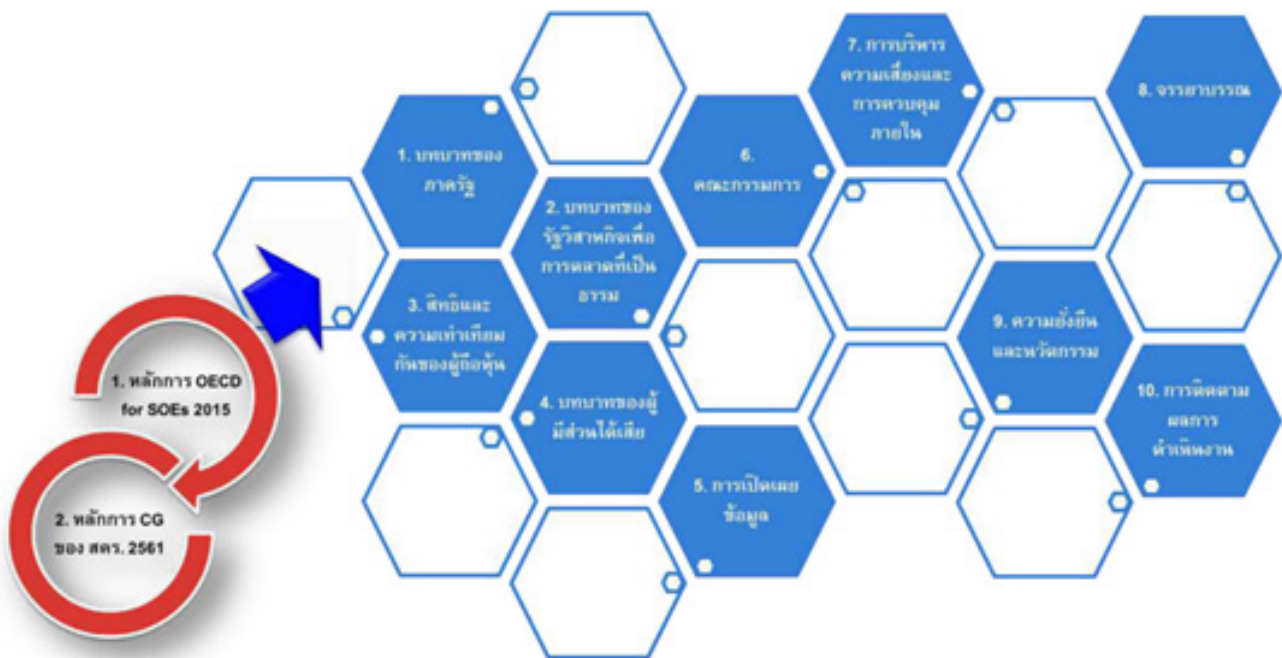 1. หลักการ OECD
for SOEs 2015
2. หลักการ CG
ของ สคร. 2561
1. บทบาทของ
ภาครัฐ
2. บทบาทของ
รัฐวิสาหกิจเพื่อ
การตลาดที่เป็น
ธรรม
3. สิทธิและ
ความเท่าเทียม
กันของผู้ถือหุ้น
4. บทบาทของผู้
มีส่วนได้เสีย
5. การเปิดเผย
ข้อมูล
6.
คณะกรรมการ
7. การบริหาร
ความเสี่ยงและ
การควบคุม
ภายใน
8. จรรยาบรรณ
9. ความยั่งยืน
และนวัตกรรม
10. การติดตาม
ผลการ
ดำเนินงาน